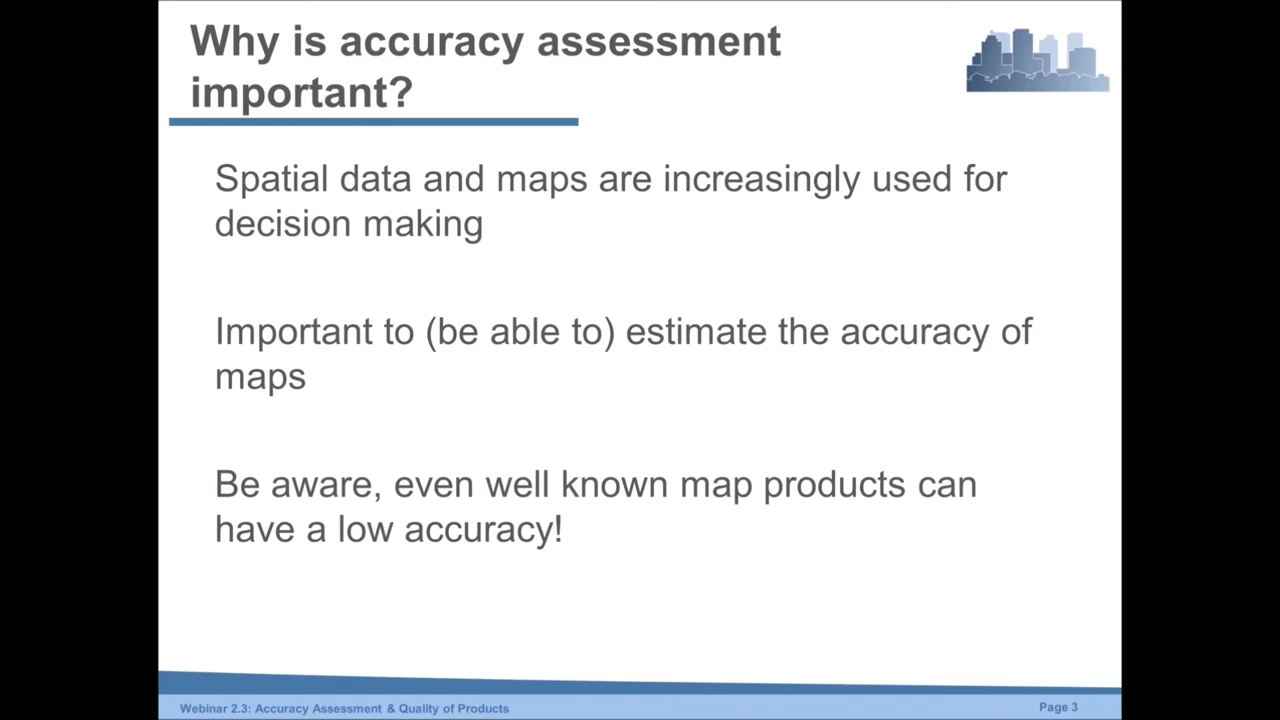 Why is accuracy assessment
important?
Spatial data and maps are increasingly used for
decision making
Important to (be able to) estimate the accuracy of
maps
Be aware, even well known map products can
have a low accuracy!
Webinar 2.3: Accuracy Assessment & Quality of Products
Page 3